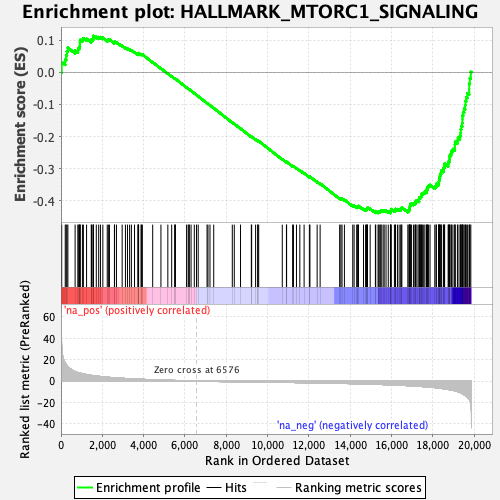 Enrichment plot: HALLMARK_MTORC1_SIGNALING
Enrichment score (ES)
0.1
0.0
-0.1
-0.2
-0.3
-0.4
'na_pos' (positively correlated)
Ranked list metric (PreRanked)
60
40
20
0
-20
-40
Zero cross at 6576
'na_neg' (negatively correlated)
0
2,000
4,000
6,000
8,000
10,000
12,000
14,000
16,000
18,000
20,000
Rank in Ordered Dataset
Enrichment profile
Hits
Ranking metric scores